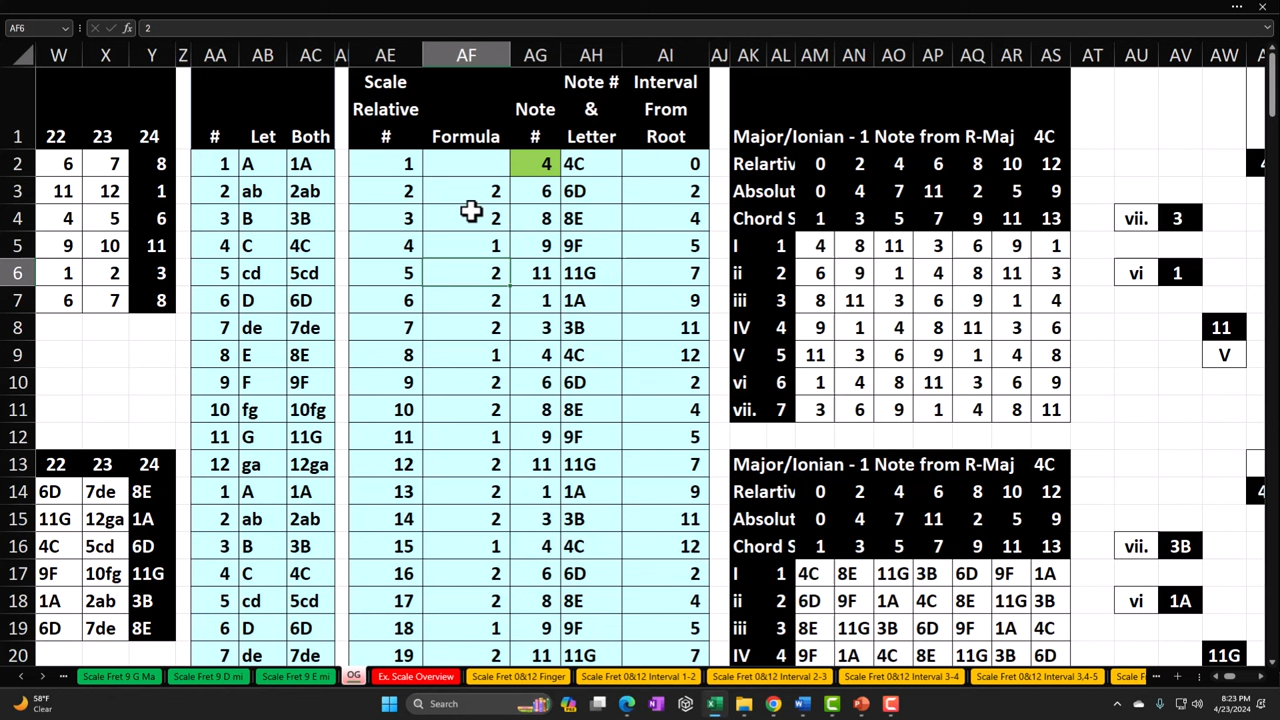 AF6 fx 2
W X Y Z AA AB AC A AE AF AG AH AI AJ AK AL AM AN AO AP AQ AR AS AT AU AV AW
1 22 23 24 # Let Both Scale Relative # Formula Note # Note # & Letter Interval From Root Major/Ionian - 1 Note from R-Maj 4C
2 6 7 8 1 A 1A 1 4 4C 0 Relartiv 0 2 4 6 8 10 12
3 11 12 1 2 ab 2ab 2 2 6 6D 2 Absolut 0 4 7 11 2 5 9
4 4 5 6 3 B 3B 3 2 8 8E 4 Chord S 1 3 5 7 9 11 13 vii. 3
5 9 10 11 4 C 4C 4 1 9 9F 5 I 1 4 8 11 3 6 9 1
6 1 2 3 5 cd 5cd 5 2 11 11G 7 ii 2 6 9 1 4 8 11 3 vi 1
7 6 7 8 6 D 6D 6 2 1 1A 9 iii 3 8 11 3 6 9 1 4
8 7 de 7de 7 2 3 3B 11 IV 4 9 1 4 8 11 3 6 11
9 8 E 8E 8 1 4 4C 12 V 5 11 3 6 9 1 4 8 V
10 9 F 9F 9 2 6 6D 2 vi 6 1 4 8 11 3 6 9
11 10 fg 10fg 10 2 8 8E 4 vii. 7 3 6 9 1 4 8 11
12 11 G 11G 11 1 9 9F 5
13 22 23 24 12 ga 12ga 12 2 11 11G 7 Major/Ionian - 1 Note from R-Maj 4C
14 6D 7de 8E 1 A 1A 13 2 1 1A 9 Relartiv 0 2 4 6 8 10 12
15 11G 12ga 1A 2 ab 2ab 14 2 3 3B 11 Absolut 0 4 7 11 2 5 9
16 4C 5cd 6D 3 B 3B 15 1 4 4C 12 Chord S 1 3 5 7 9 11 13 vii. 3B
17 9F 10fg 11G 4 C 4C 16 2 6 6D 2 I 1 4C 8E 11G 3B 6D 9F 1A
18 1A 2ab 3B 5 cd 5cd 17 2 8 8E 4 ii 2 6D 9F 1A 4C 8E 11G 3B vi 1A
19 6D 7de 8E 6 D 6D 18 1 9 9F 5 iii 3 8E 11G 3B 6D 9F 1A 4C
20 7 de 7de 19 2 11 11G 7 IV 4 9F 1A 4C 8E 11G 3B 6D 11G
Scale Fret 9 G Ma Scale Fret 9 D mi Scale Fret 9 E mi OG Ex. Scale Overview Scale Fret 0&12 Finger Scale Fret 0&12 Interval 1-2 Scale Fret 0&12 Interval 2-3 Scale Fret 0&12 Interval 3-4 Scale Fret 0&12 Interval 3,4-5 Scale Fr
58°F
Clear
Search
8:23 PM
4/23/2024